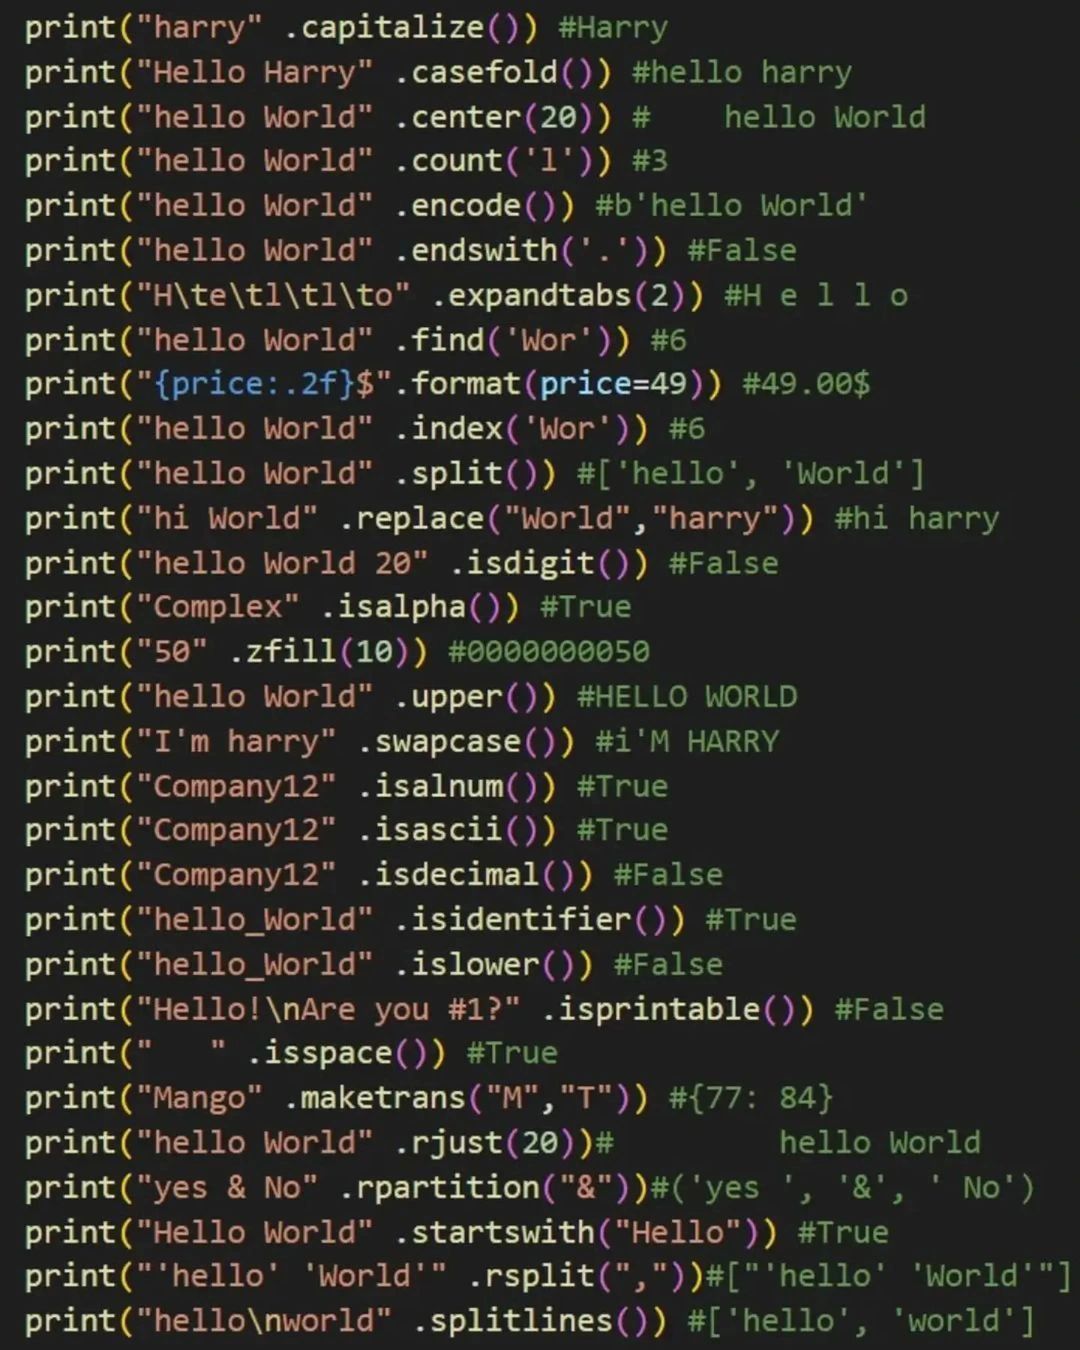 print("harry" .capitalize()) #Harry
print("Hello Harry" .casefold()) #hello harry
print("hello World" .center(20)) #    hello World
print("hello World" .count('l')) #3
print("hello World" .encode()) #b'hello World'
print("hello World" .endswith('.')) #False
print("H\te\tl\tl\to" .expandtabs(2)) #H e l l o
print("hello World" .find('Wor')) #6
print("{price:.2f}$".format(price=49)) #49.00$
print("hello World" .index('Wor')) #6
print("hello World" .split()) #['hello', 'World']
print("hi World" .replace("World","harry")) #hi harry
print("hello World 20" .isdigit()) #False
print("Complex" .isalpha()) #True
print("50" .zfill(10)) #0000000050
print("hello World" .upper()) #HELLO WORLD
print("I'm harry" .swapcase()) #i'M HARRY
print("Company12" .isalnum()) #True
print("Company12" .isascii()) #True
print("Company12" .isdecimal()) #False
print("hello_World" .isidentifier()) #True
print("hello_World" .islower()) #False
print("Hello!\nAre you #1?" .isprintable()) #False
print("   " .isspace()) #True
print("Mango" .maketrans("M","T")) #{77: 84}
print("hello World" .rjust(20))#         hello World
print("yes & No" .rpartition("&"))#('yes ', '&', ' No')
print("Hello World" .startswith("Hello")) #True
print("'hello' 'World'" .rsplit(","))#["'hello' 'World'"]
print("hello\nworld" .splitlines()) #['hello', 'world']